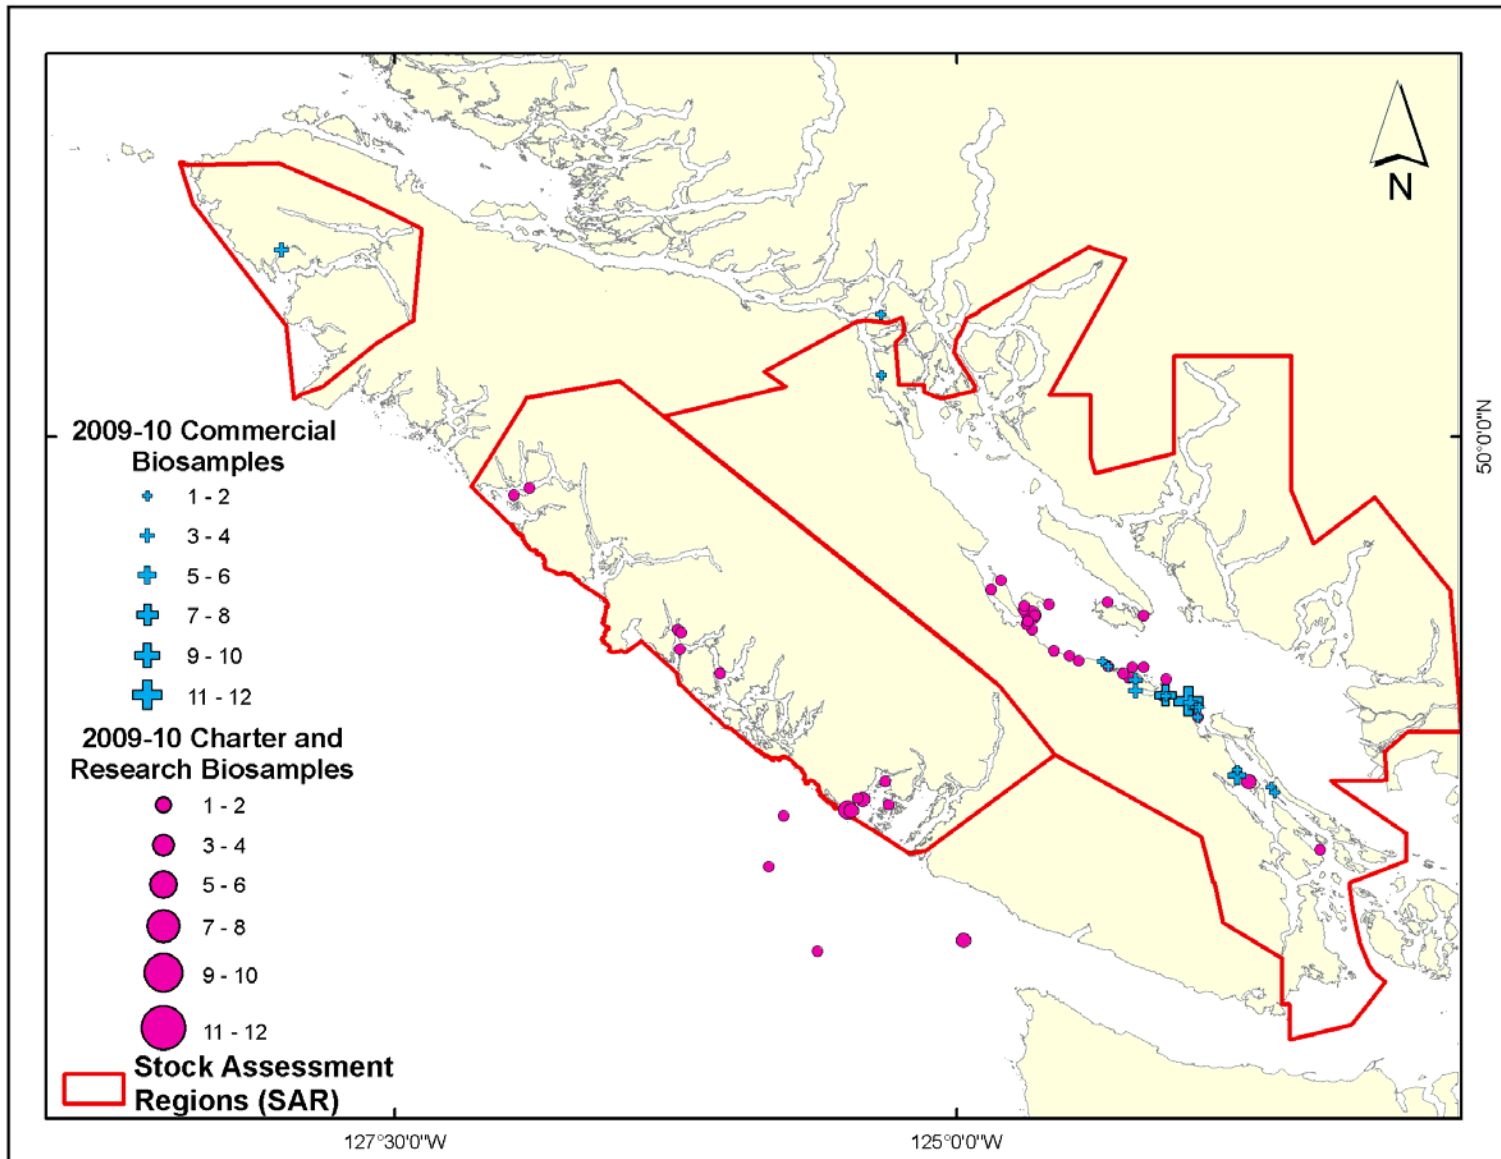 N
50°0'0"N
2009-10 Commercial
Biosamples
1 - 2
3 - 4
5 - 6
7 - 8
9 - 10
11 - 12
2009-10 Charter and
Research Biosamples
1 - 2
3 - 4
5 - 6
7 - 8
9 - 10
11 - 12
Stock Assessment
Regions (SAR)
127°30'0"W
125°0'0"W